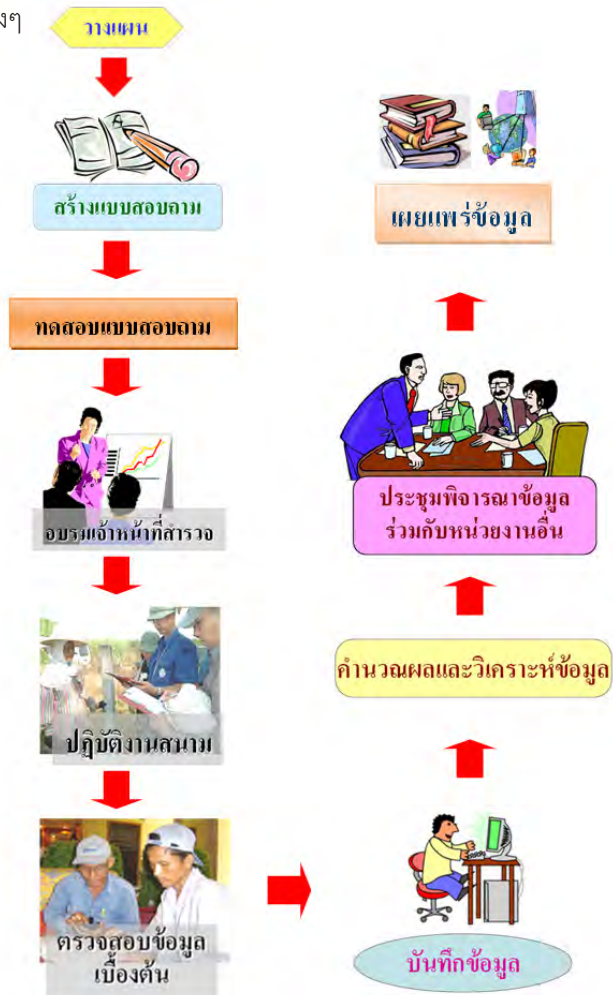 งๆ
วางแผน
สร้างแบบสอบถาม
ทดสอบแบบสอบถาม
อบรมเจ้าหน้าที่สำรวจ
ปฏิบัติงานสนาม
ตรวจสอบข้อมูล
เบื้องต้น
บันทึกข้อมูล
คำนวณผลและวิเคราะห์ข้อมูล
ประชุมพิจารณาข้อมูล
ร่วมกับหน่วยงานอื่น
เผยแพร่ข้อมูล